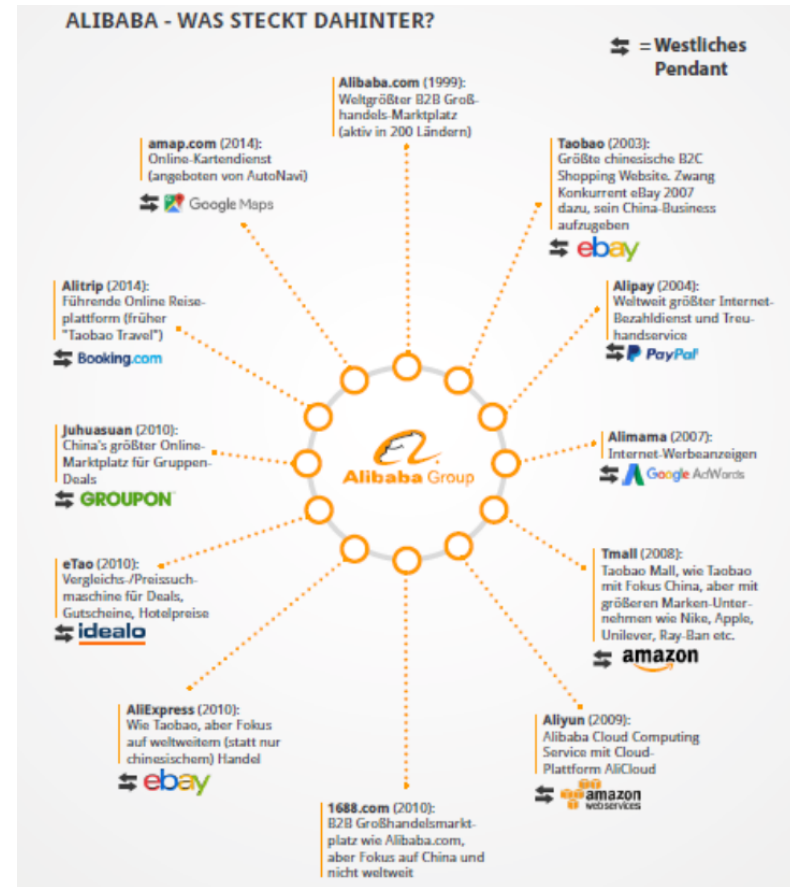 ALIBABA - WAS STECKT DAHINTER?
= Westliches
Pendant
Alibaba.com (1999):
Weltgrößter B2B Groß-
handels-Marktplatz
(aktiv in 200 Ländern)
Taobao (2003):
Größte chinesische B2C
Shopping Website. Zwang
Konkurrent eBay 2007
dazu, sein China-Business
aufzugeben
ebay
Alipay (2004):
Weltweit größter Internet-
Bezahldienst und Treu-
handservice
PayPal
Alimama (2007):
Internet-Werbeanzeigen
Google AdWords
Tmall (2008):
Taobao Mall, wie Taobao
mit Fokus China, aber mit
größeren Marken-Unter-
nehmen wie Nike, Apple,
Unilever, Ray-Ban etc.
amazon
Aliyun (2009):
Alibaba Cloud Computing
Service mit Cloud-
Plattform AliCloud
amazon
webservices
1688.com (2010):
B2B Großhandelsmarkt-
platz wie Alibaba.com,
aber Fokus auf China und
nicht weltweit
AliExpress (2010):
Wie Taobao, aber Fokus
auf weltweitem (statt nur
chinesischem) Handel
ebay
eTao (2010):
Vergleichs-/Preissuch-
maschine für Deals,
Gutscheine, Hotelpreise
idealo
Juhuasuan (2010):
China's größter Online-
Marktplatz für Gruppen-
Deals
GROUPON
Alitrip (2014):
Führende Online Reise-
plattform (früher
"Taobao Travel")
Booking.com
amap.com (2014):
Online-Kartendienst
(angeboten von AutoNavi)
Google Maps
Alibaba Group